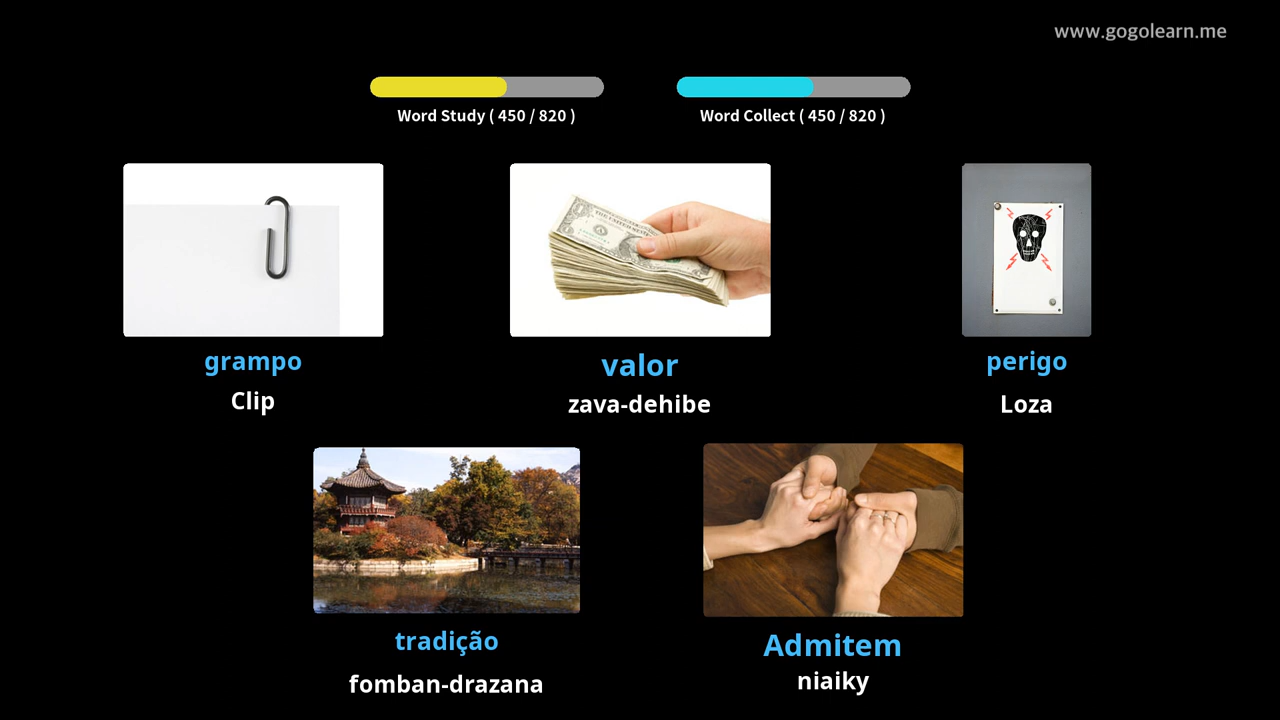 www.gogolearn.me
Word Study ( 450 / 820 )
Word Collect ( 450 / 820 )
grampo
Clip
valor
zava-dehibe
perigo
Loza
tradição
fomban-drazana
Admitem
niaiky